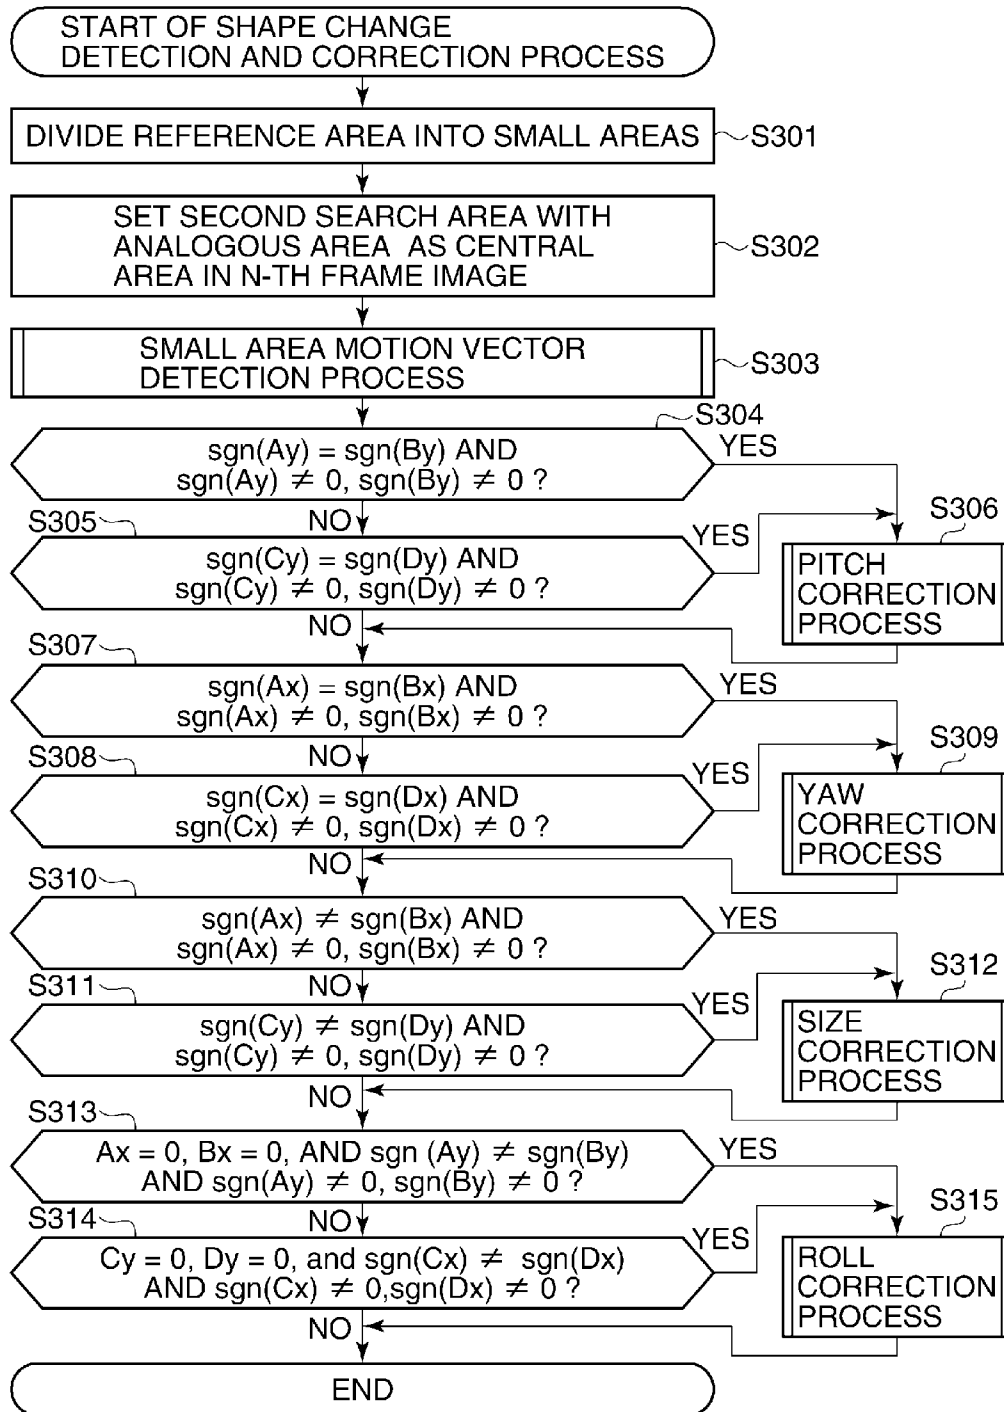 START OF SHAPE CHANGE
DETECTION AND CORRECTION PROCESS
DIVIDE REFERENCE AREA INTO SMALL AREAS
S301
SET SECOND SEARCH AREA WITH
ANALOGOUS AREA AS CENTRAL
AREA IN N-TH FRAME IMAGE
S302
SMALL AREA MOTION VECTOR
DETECTION PROCESS
S303
S304
sgn(Ay) = sgn(By) AND
sgn(Ay) ≠ 0, sgn(By) ≠ 0 ?
YES
NO
S305
sgn(Cy) = sgn(Dy) AND
sgn(Cy) ≠ 0, sgn(Dy) ≠ 0 ?
YES
S306
PITCH
CORRECTION
PROCESS
NO
S307
sgn(Ax) = sgn(Bx) AND
sgn(Ax) ≠ 0, sgn(Bx) ≠ 0 ?
YES
NO
S308
sgn(Cx) = sgn(Dx) AND
sgn(Cx) ≠ 0, sgn(Dx) ≠ 0 ?
YES
S309
YAW
CORRECTION
PROCESS
NO
S310
sgn(Ax) ≠ sgn(Bx) AND
sgn(Ax) ≠ 0, sgn(Bx) ≠ 0 ?
YES
NO
S311
sgn(Cy) ≠ sgn(Dy) AND
sgn(Cy) ≠ 0, sgn(Dy) ≠ 0 ?
YES
S312
SIZE
CORRECTION
PROCESS
NO
S313
Ax = 0, Bx = 0, AND sgn (Ay) ≠ sgn(By)
AND sgn(Ay) ≠ 0, sgn(By) ≠ 0 ?
YES
NO
S314
Cy = 0, Dy = 0, and sgn(Cx) ≠ sgn(Dx)
AND sgn(Cx) ≠ 0,sgn(Dx) ≠ 0 ?
YES
S315
ROLL
CORRECTION
PROCESS
NO
END